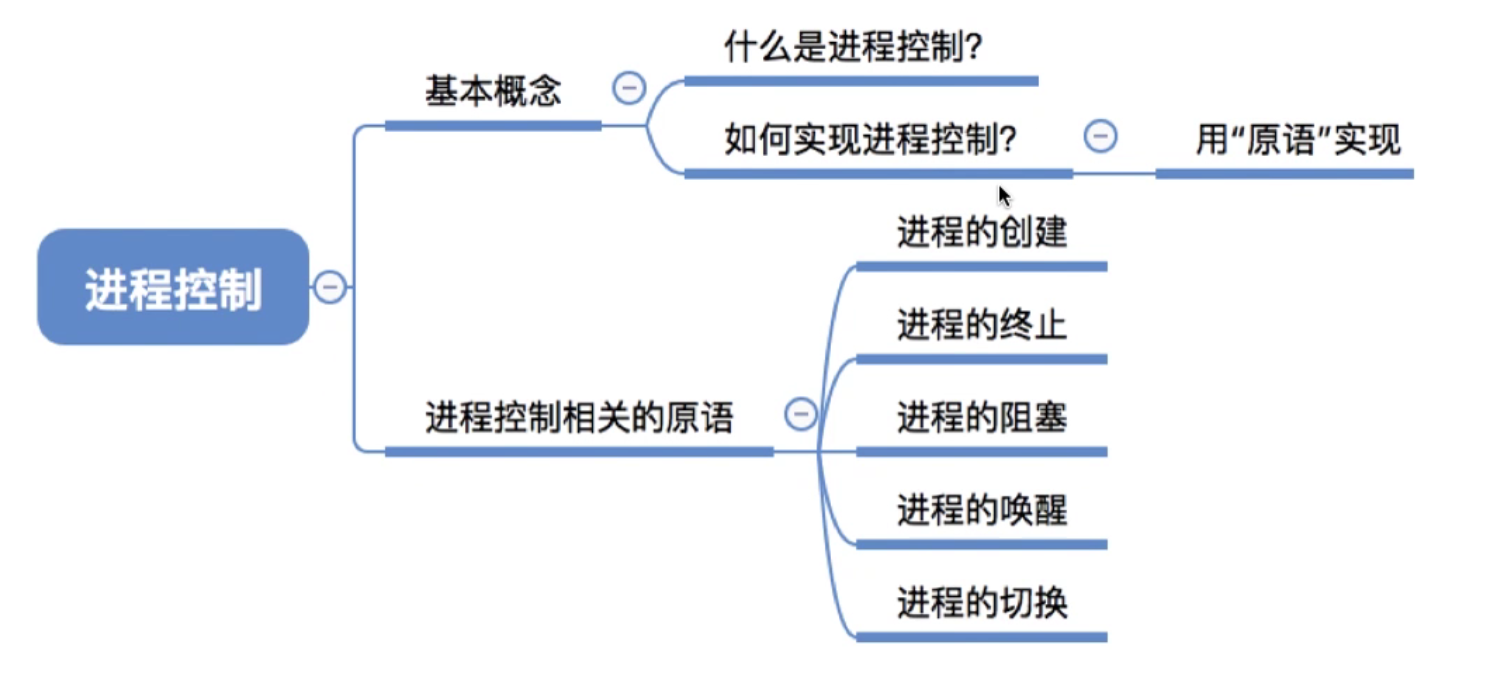 什么是进程控制?
基本概念
如何实现进程控制?
用“原语”实现
进程的创建
进程控制
进程的终止
进程控制相关的原语
进程的阻塞
进程的唤醒
进程的切换